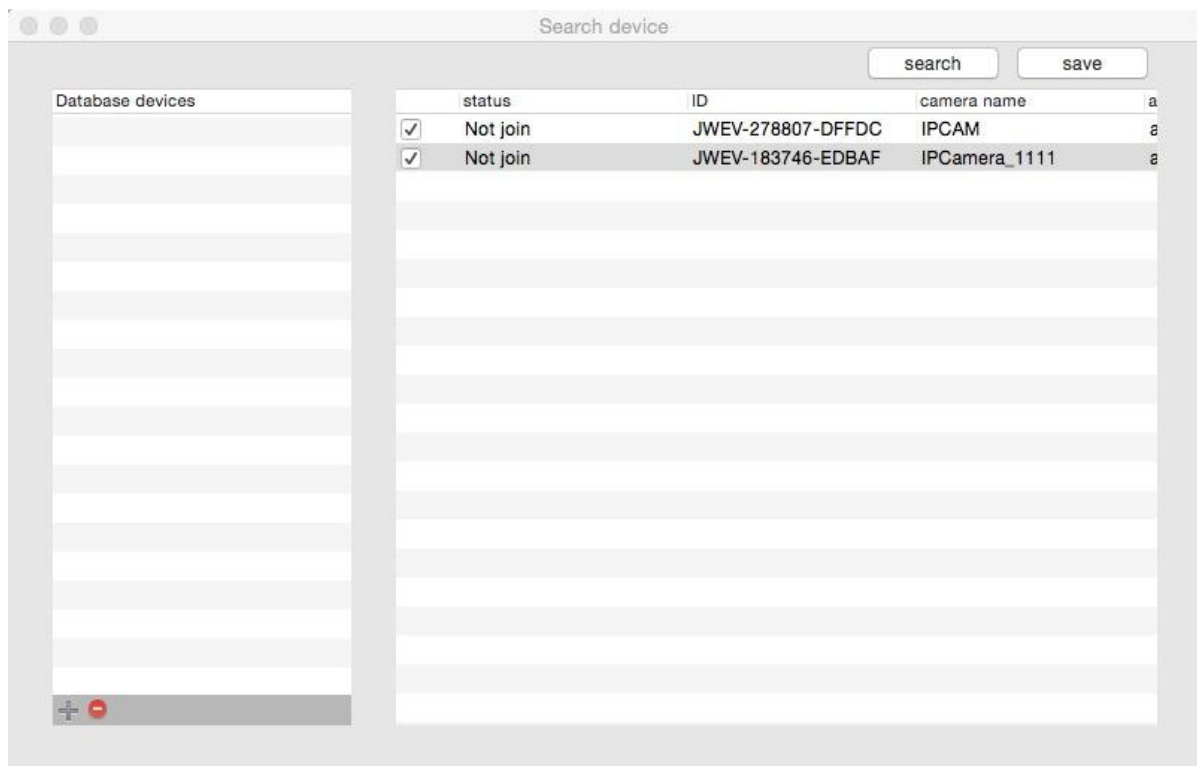 Search device
search save
Database devices
status ID camera name a
Not join JWEV-278807-DFFDC IPCAM a
Not join JWEV-183746-EDBAF IPCamera_1111 a